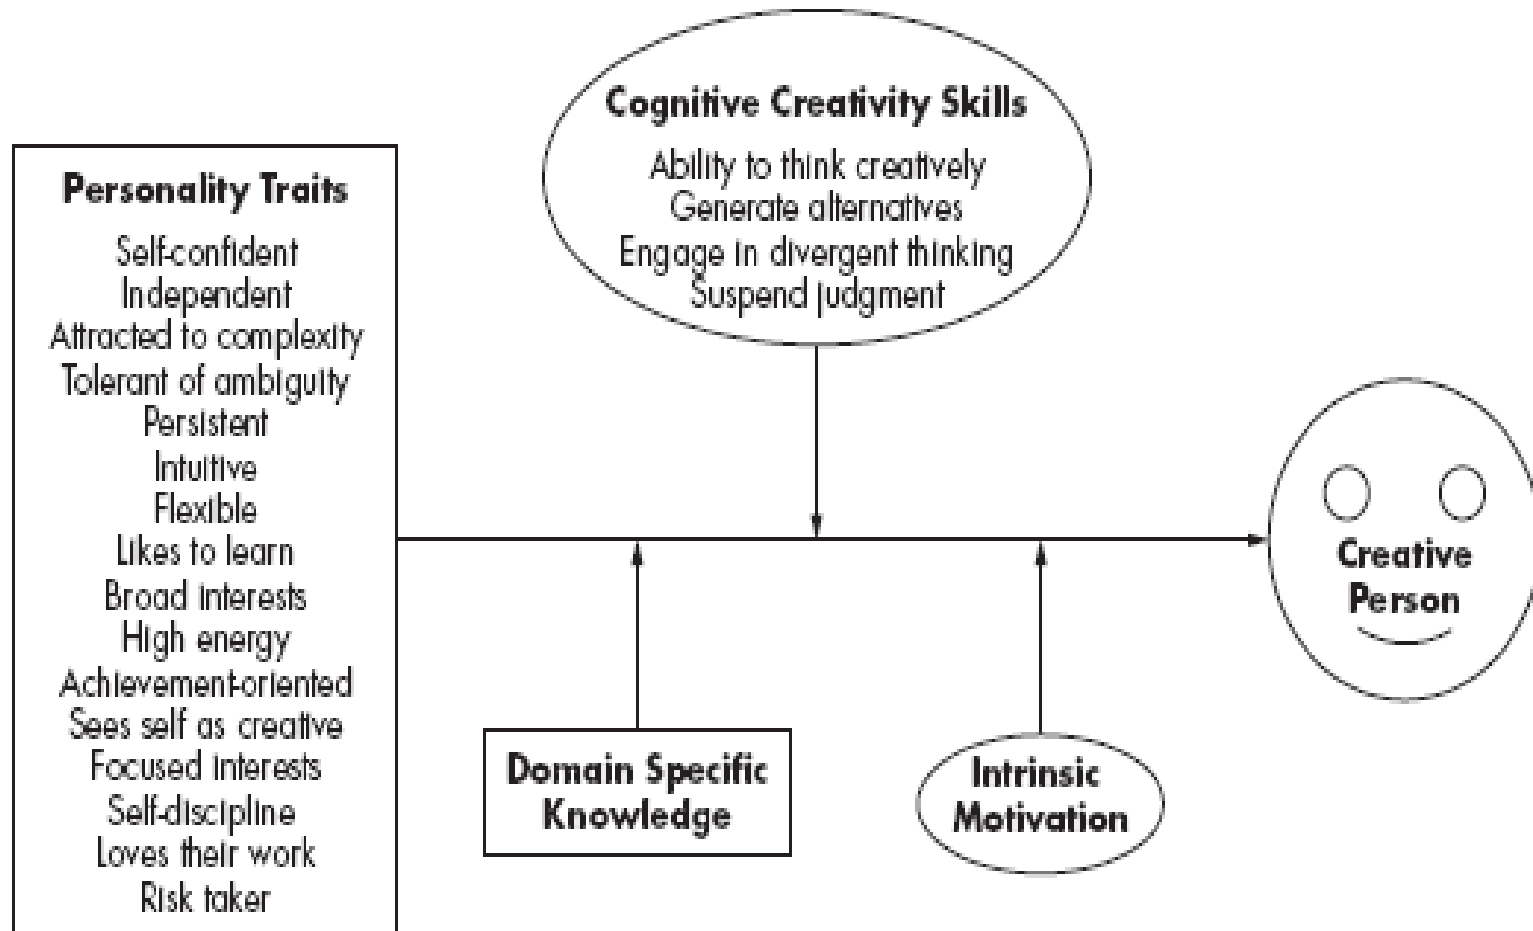 Personality Traits
Self-confident
Independent
Attracted to complexity
Tolerant of ambiguity
Persistent
Intuitive
Flexible
Likes to learn
Broad interests
High energy
Achievement-oriented
Sees self as creative
Focused interests
Self-discipline
Loves their work
Risk taker
Cognitive Creativity Skills
Ability to think creatively
Generate alternatives
Engage in divergent thinking
Suspend judgment
Domain Specific
Knowledge
Intrinsic
Motivation
Creative
Person